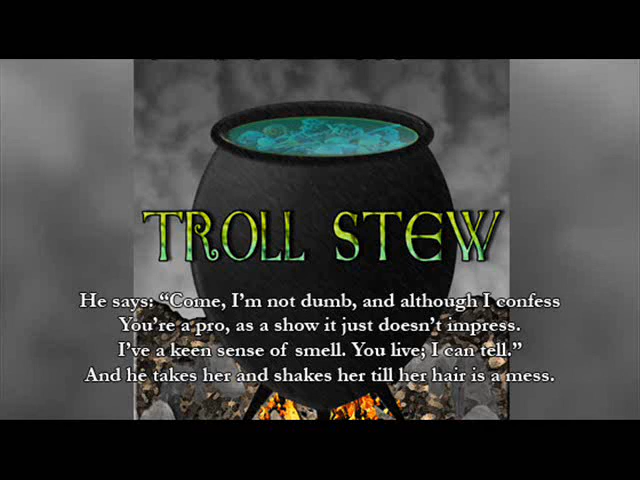 TROLL STEW
He says: “Come, I’m not dumb, and although I confess
You’re a pro, as a show it just doesn’t impress.
I’ve a keen sense of smell. You live; I can tell.”
And he takes her and shakes her till her hair is a mess.